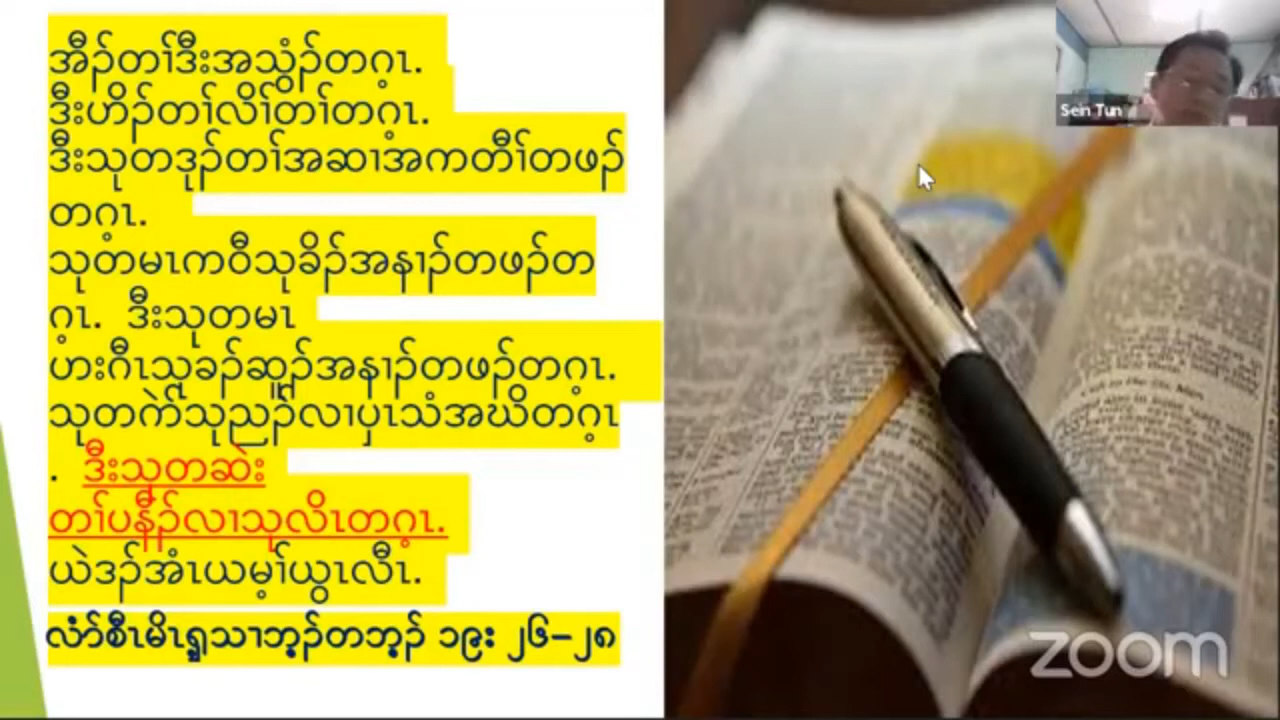 အီၣ်တၢ်ဒီးအသွံၣ်တဂ့ၤ.
ဒီးဟိၣ်တၢ်လိၢ်တၢ်တဂ့ၤ.
ဒီးသုတဒုၣ်တၢ်အဆၢအကတီၢ်တဖၣ်
တဂ့ၤ.
သုတမၤကဝီသုခိၣ်အနၢၣ်တဖၣ်တ
ဂ့ၤ. ဒီးသုတမၤ
ဟးဂီၤသုခၣ်ဆူၣ်အနၢၣ်တဖၣ်တဂ့ၤ.
သုတကဲာ်သုညၣ်လၢပှၤသံအဃိတဂ့ၤ
. ဒီးသုတဆဲး
တၢ်ပနီၣ်လၢသုလိၤတဂ့ၤ.
ယဲဒၣ်အံၤယမ့ၢ်ယွၤလီၤ.
လံာ်စီၤမိၤၡ့သၢဘ့ၣ်တဘ့ၣ် ၁၉း ၂၆–၂၈
Sein Tun
zoom